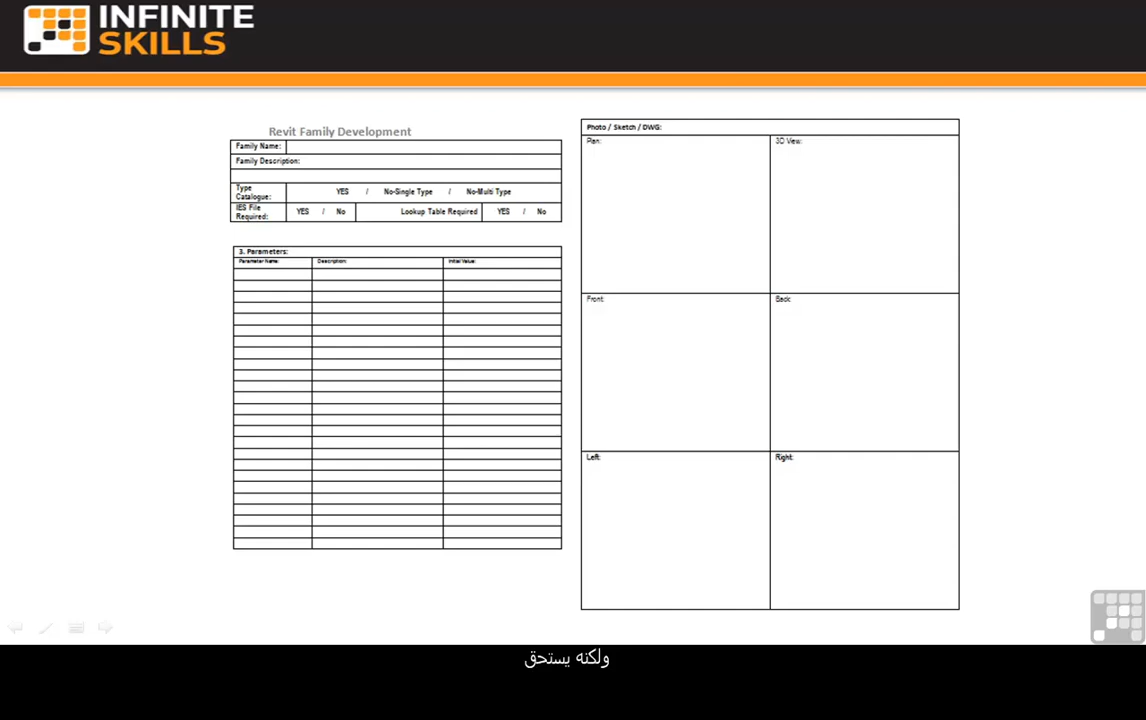 INFINITE
SKILLS
Revit Family Development
Family Name:
Family Description:
Type
Catalogue:
YES / No-Single Type / No-Multi Type
IES File
Required:
YES / No
Lookup Table Required
YES / No
3. Parameters:
Parameter Name: Description: Initial Value:
Photo / Sketch / DWG:
Plan: 3D View:
Front: Back:
Left: Right:
ولكنه يستحق